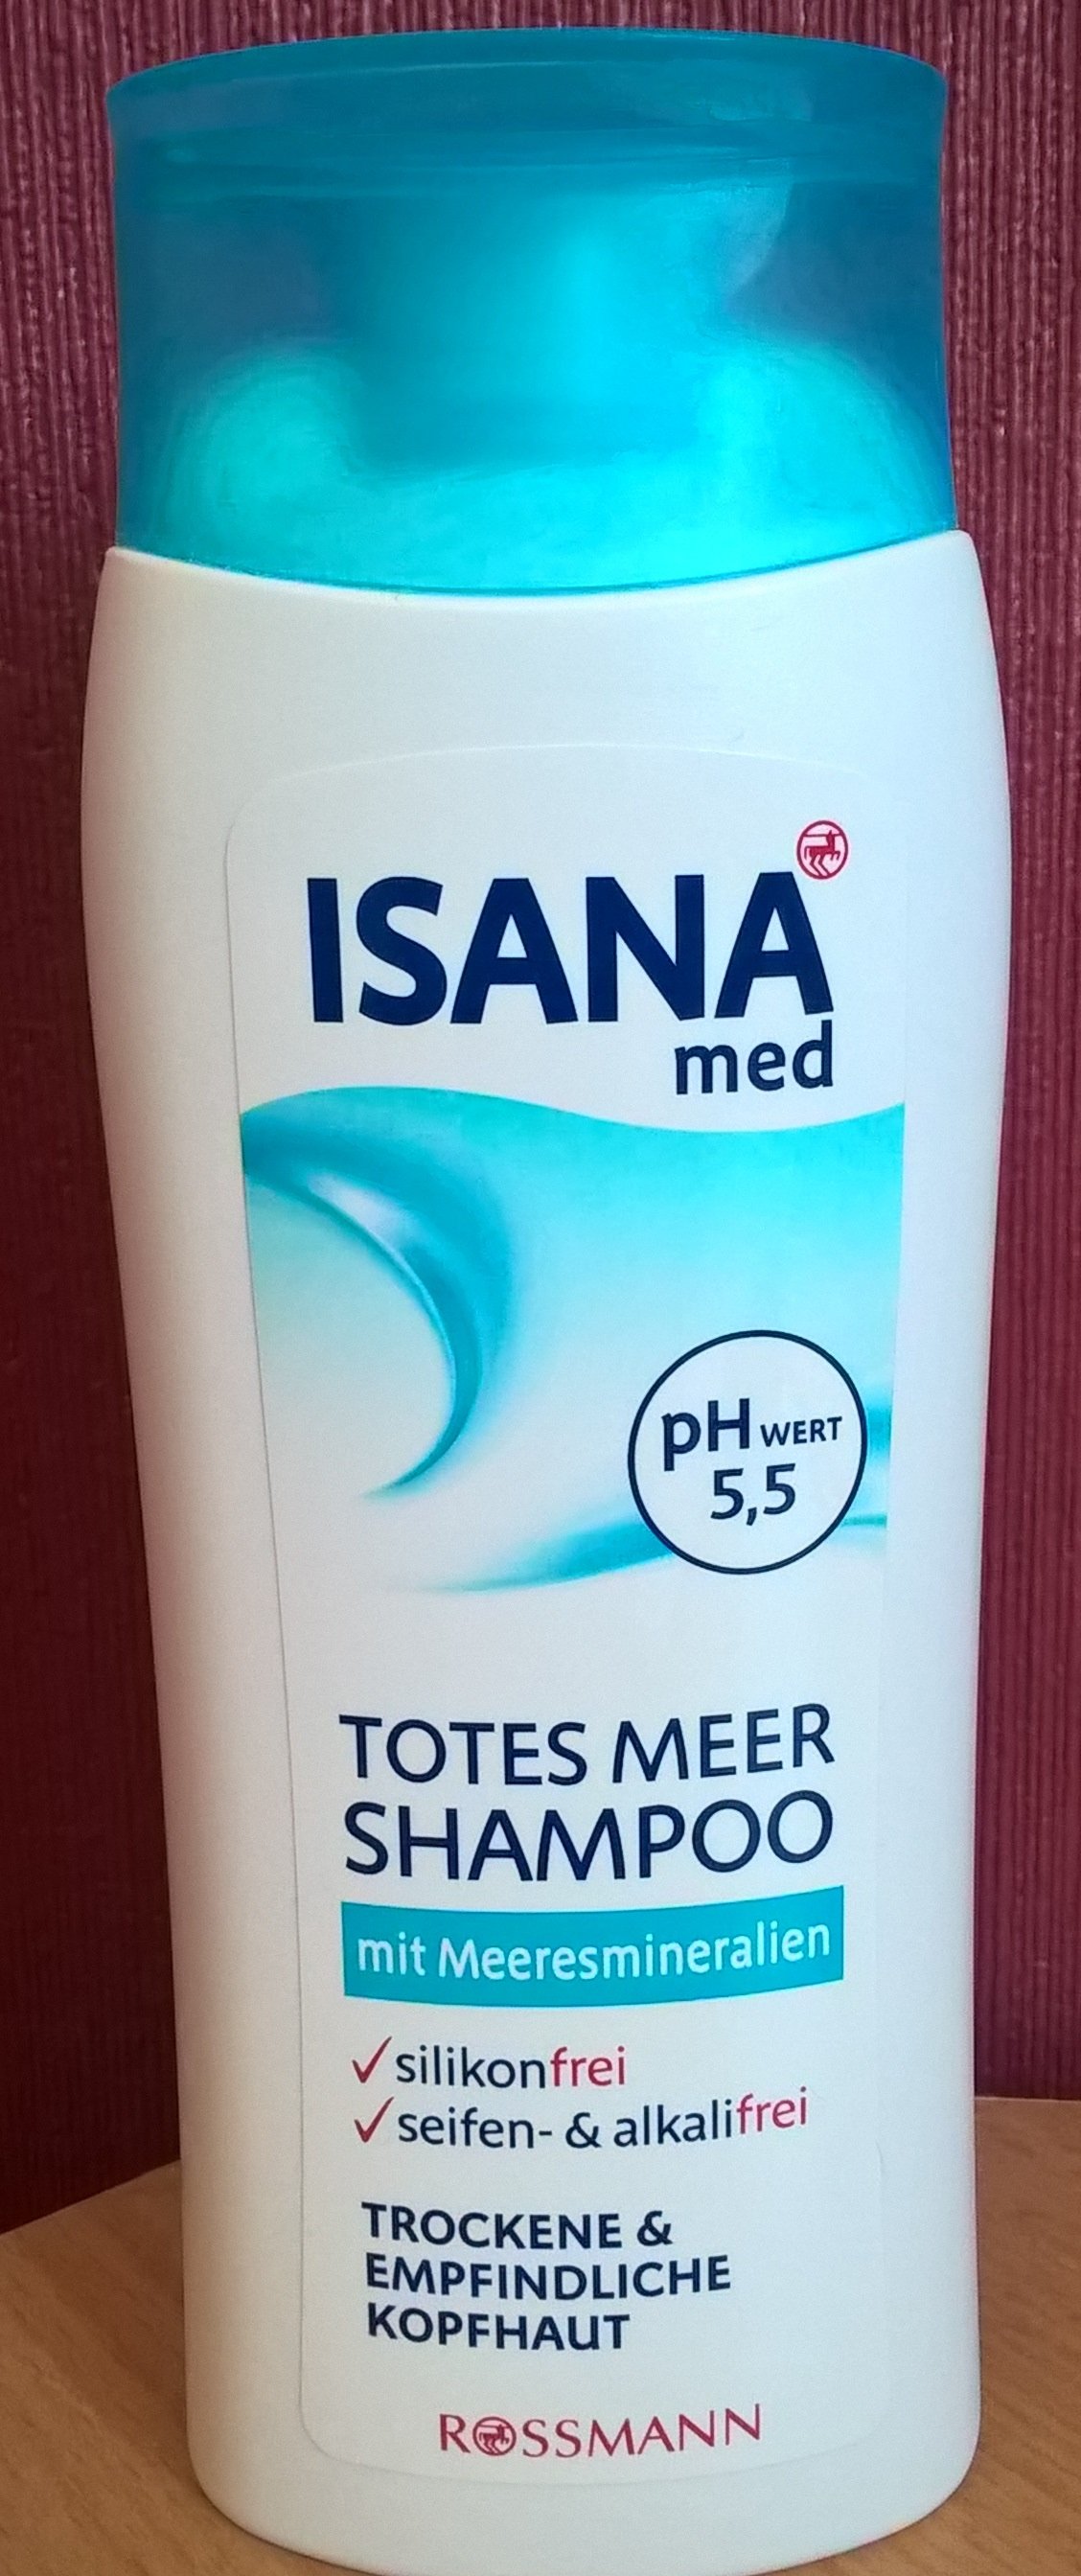 ISANA
med
pH WERT
5,5
TOTES MEER
SHAMPOO
mit Meeresmineralien
✓silikonfrei
✓seifen- & alkalifrei
TROCKENE &
EMPFINDLICHE
KOPFHAUT
ROSSMANN